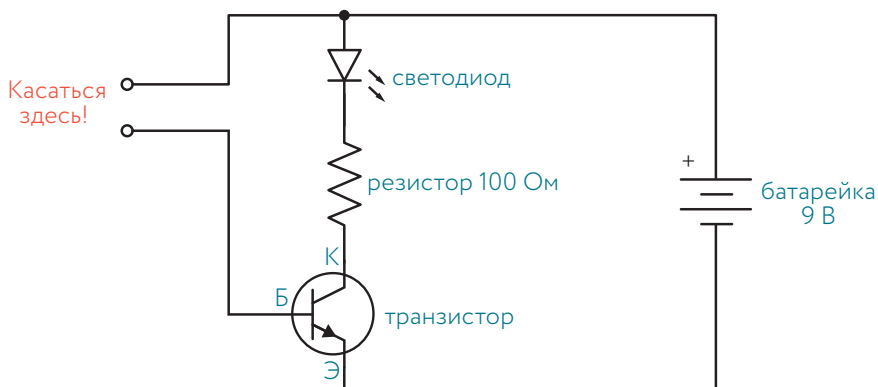 Касаться
здесь!
светодиод
резистор 100 Ом
+
батарейка
9 В
К
Б
транзистор
Э